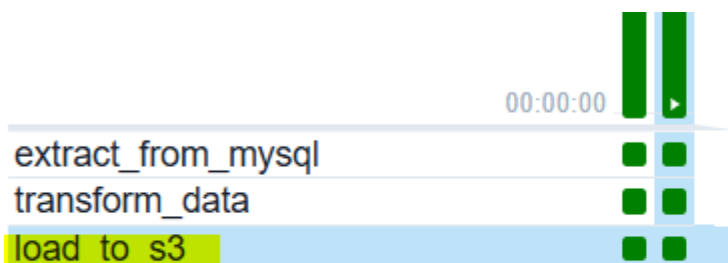 00:00:00
extract_from_mysql
transform_data
load_to_s3